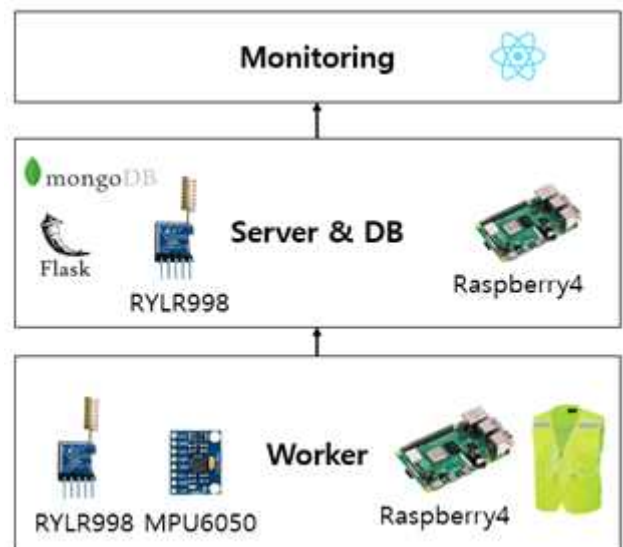 Monitoring
mongoDB
Flask
RYLR998
Server & DB
Raspberry4
RYLR998
MPU6050
Worker
Raspberry4